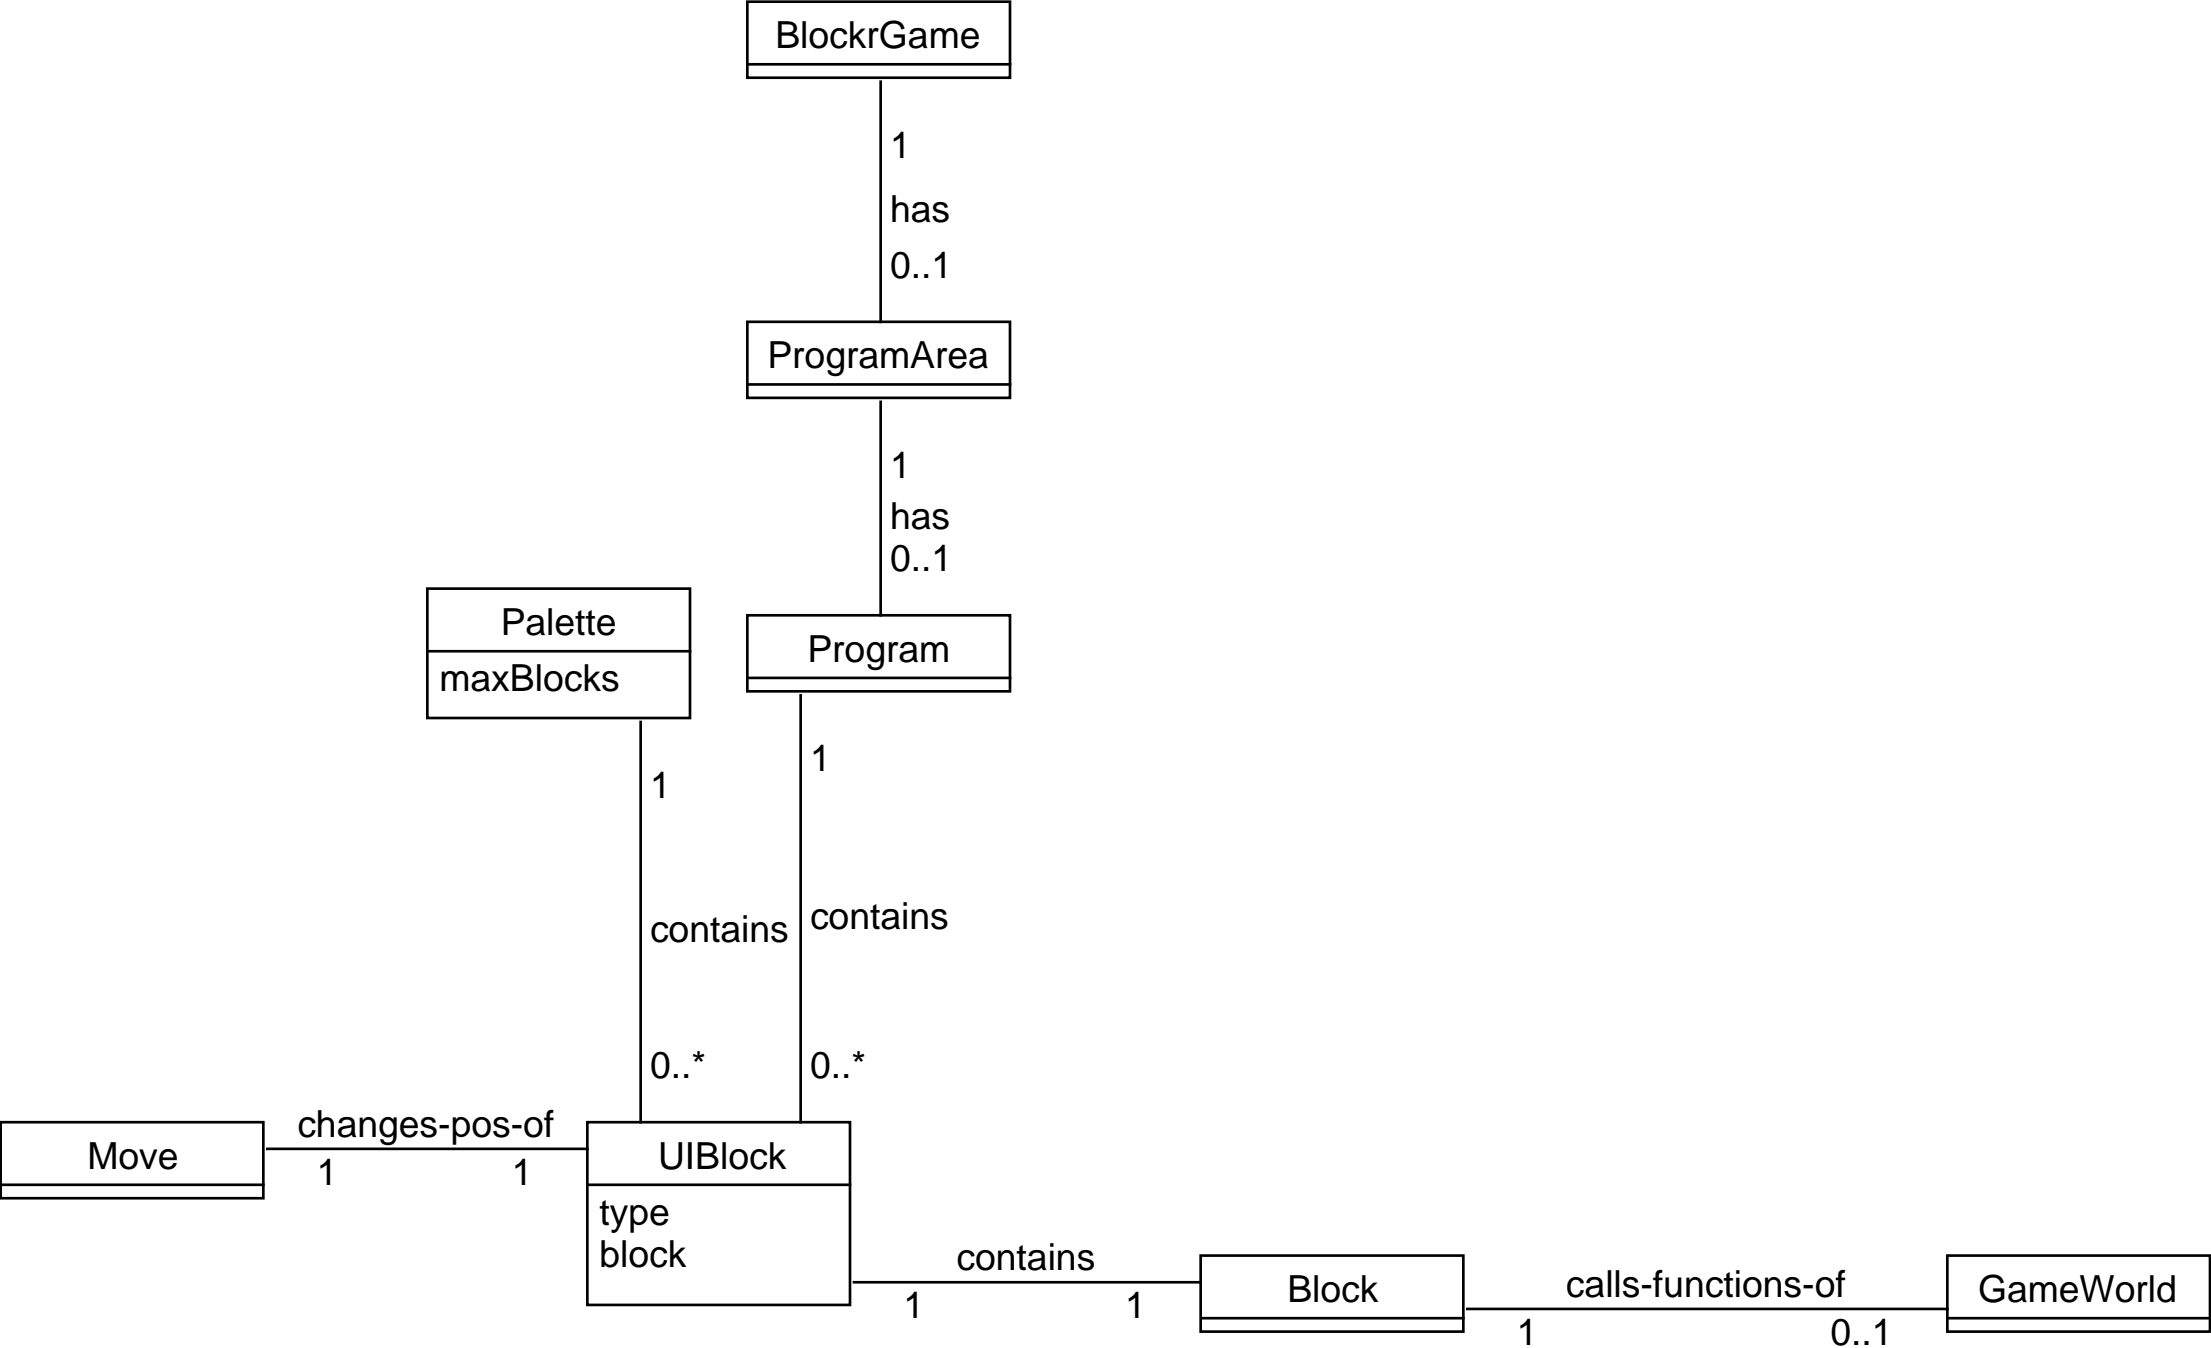 BlockrGame
1
has
0..1
ProgramArea
1
has
0..1
Palette
maxBlocks
Program
1
1
contains
contains
0..*
0..*
Move
changes-pos-of
1
1
UIBlock
type
block
contains
1
1
Block
calls-functions-of
1
0..1
GameWorld